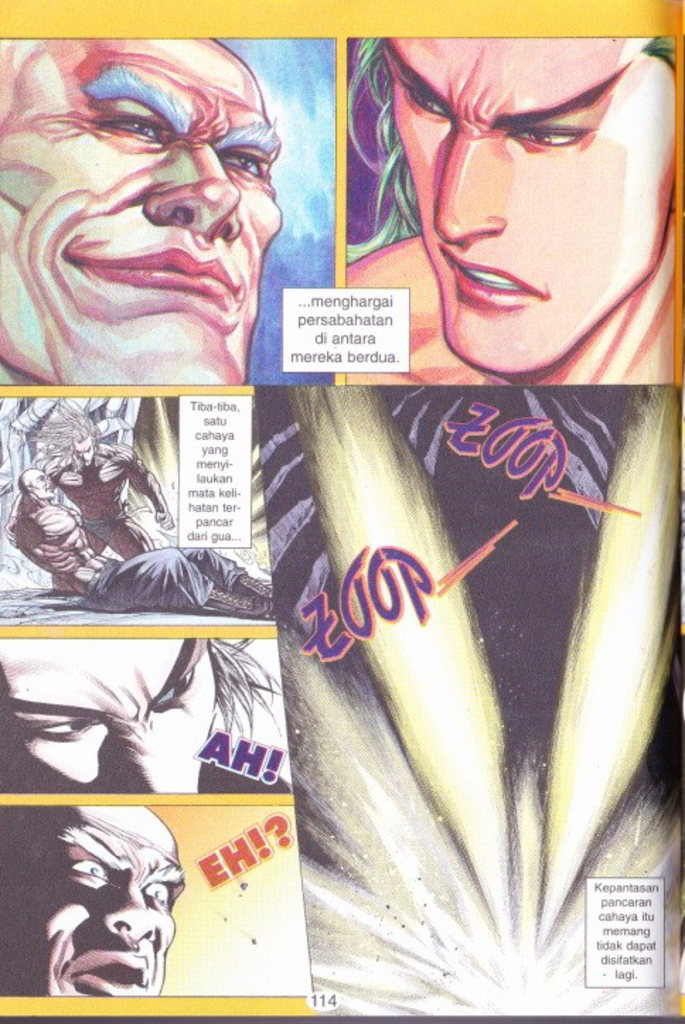 ...menghargai
persabahatan
di antara
mereka berdua.
Tiba-tiba,
satu
cahaya
yang
menyi-
laukan
mata keli-
hatan ter-
pancar
dari gua...
ZOOP
ZOOP
AH!
EH!?
Kepantasan
pancaran
cahaya itu
memang
tidak dapat
disifatkan
lagi.
114